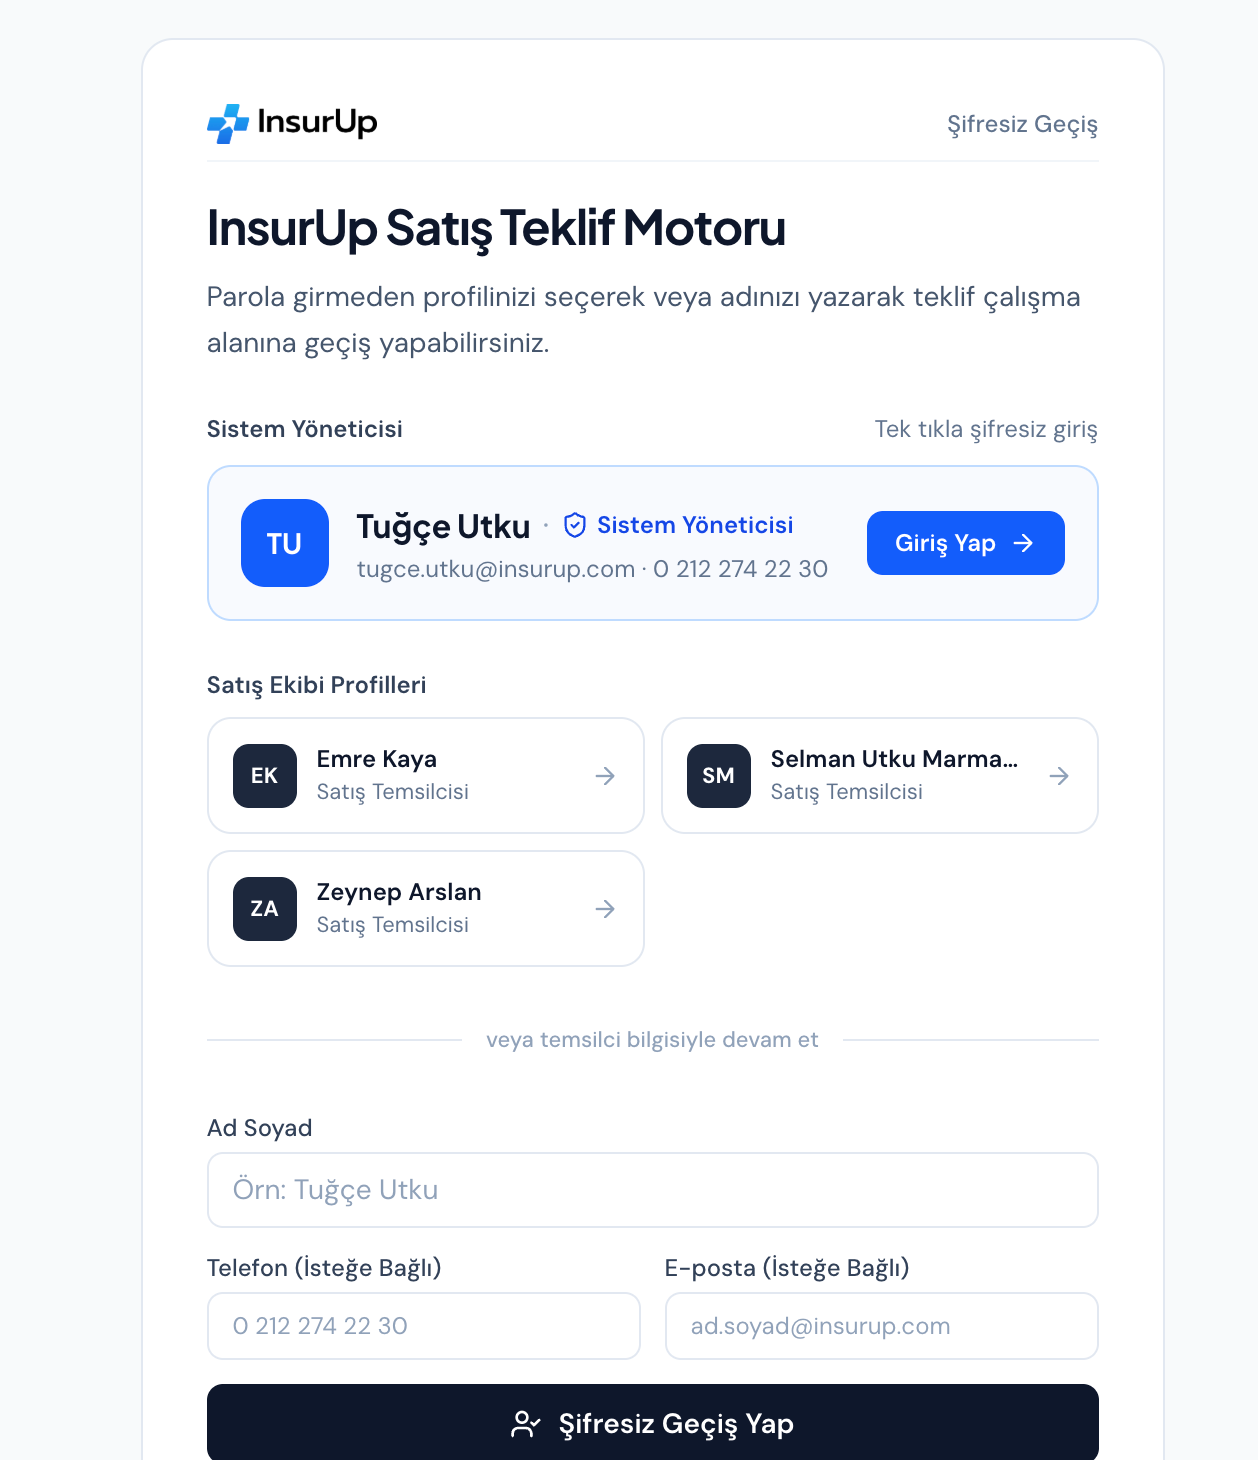 InsurUp
Şifresiz Geçiş
InsurUp Satış Teklif Motoru
Parola girmeden profilinizi seçerek veya adınızı yazarak teklif çalışma
alanına geçiş yapabilirsiniz.
Sistem Yöneticisi
Tek tıkla şifresiz giriş
TU
Tuğçe Utku · Sistem Yöneticisi
tugce.utku@insurup.com · 0 212 274 22 30
Giriş Yap
Satış Ekibi Profilleri
EK
Emre Kaya
Satış Temsilcisi
SM
Selman Utku Marma...
Satış Temsilcisi
ZA
Zeynep Arslan
Satış Temsilcisi
veya temsilci bilgisiyle devam et
Ad Soyad
Örn: Tuğçe Utku
Telefon (İsteğe Bağlı)
0 212 274 22 30
E-posta (İsteğe Bağlı)
ad.soyad@insurup.com
Şifresiz Geçiş Yap